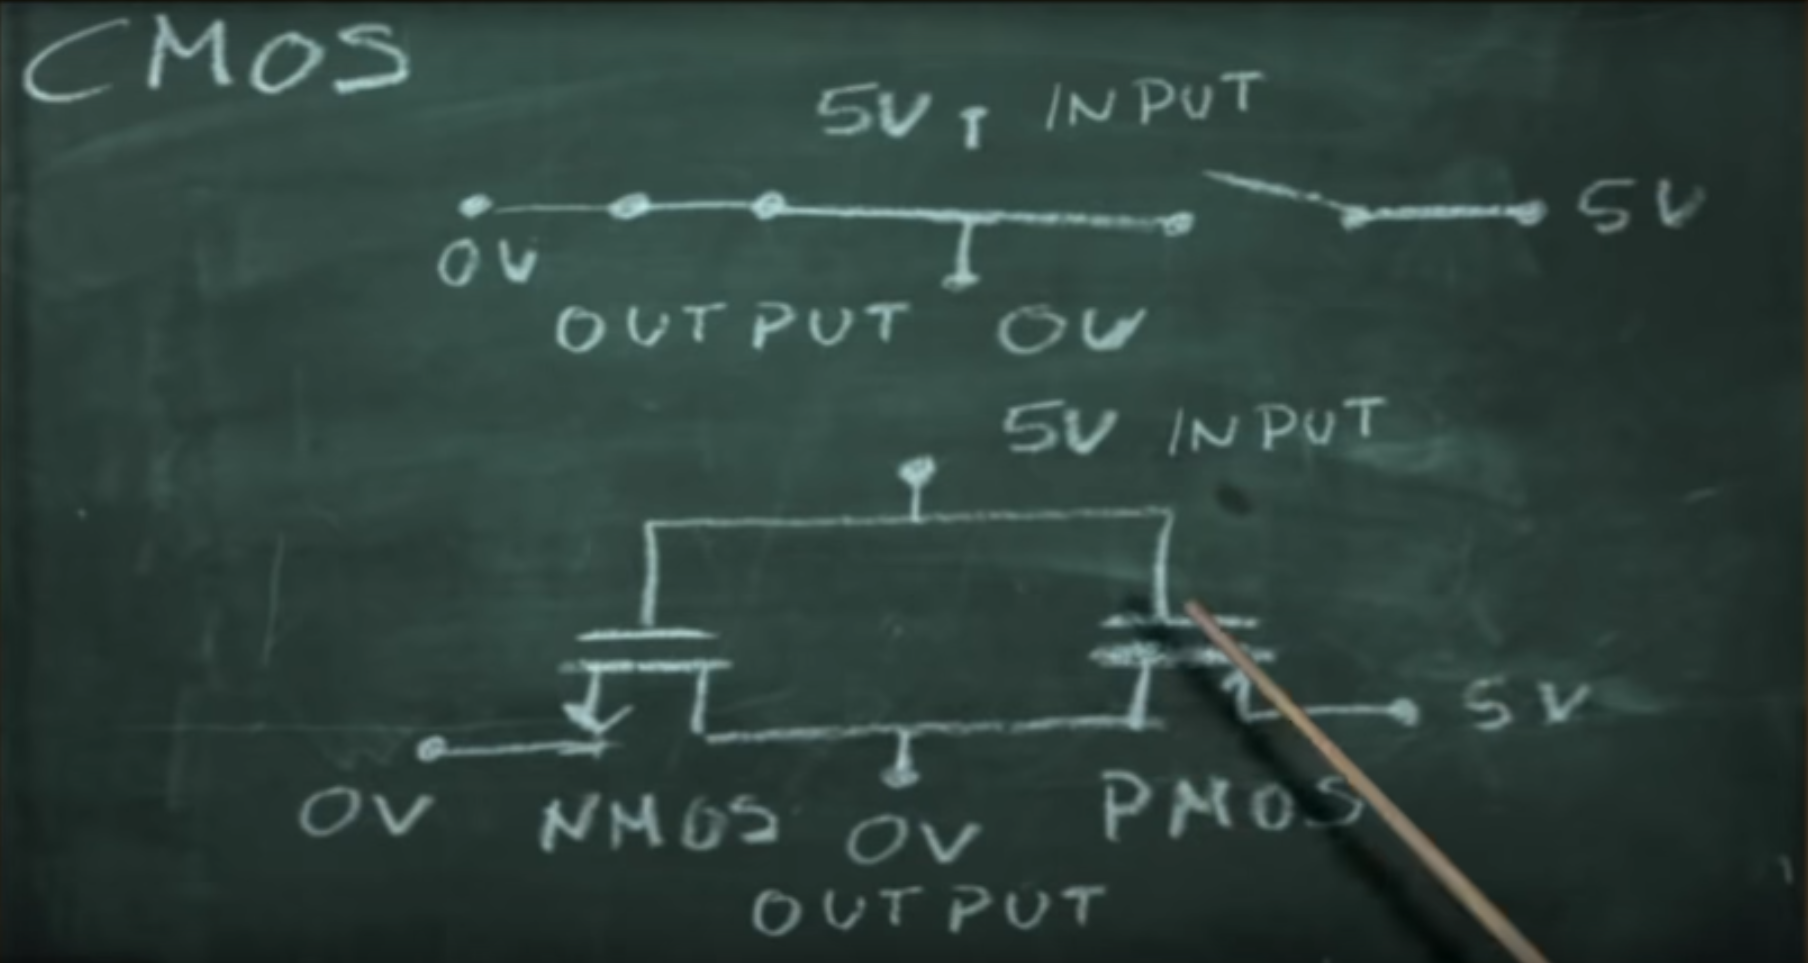 CMOS
5V INPUT
5V
0V
OUTPUT 0V
5V INPUT
5V
0V NMOS 0V PMOS
OUTPUT